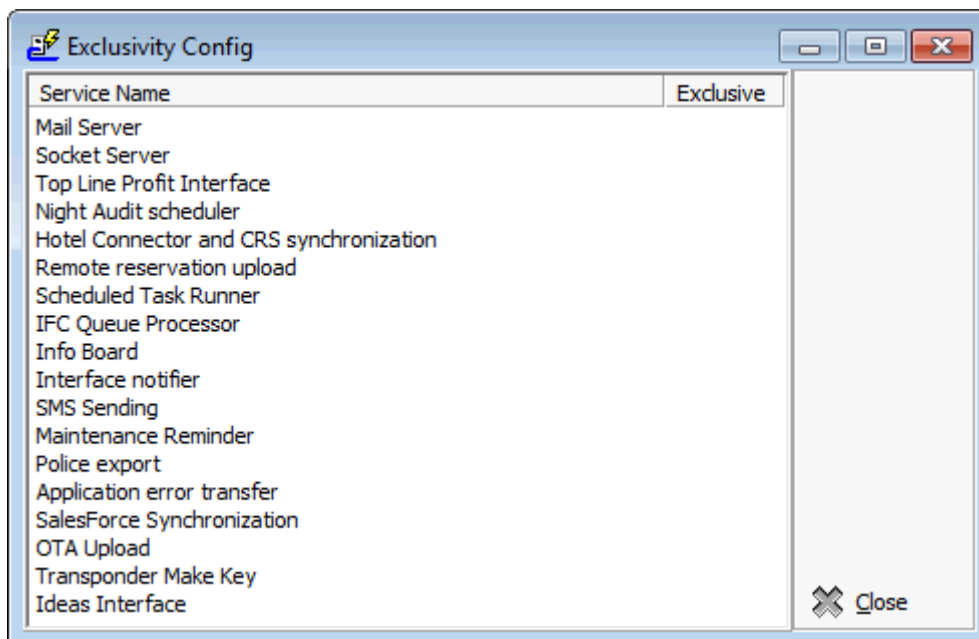 Exclusivity Config
Service Name Exclusive
Mail Server
Socket Server
Top Line Profit Interface
Night Audit scheduler
Hotel Connector and CRS synchronization
Remote reservation upload
Scheduled Task Runner
IFC Queue Processor
Info Board
Interface notifier
SMS Sending
Maintenance Reminder
Police export
Application error transfer
SalesForce Synchronization
OTA Upload
Transponder Make Key
Ideas Interface
Close